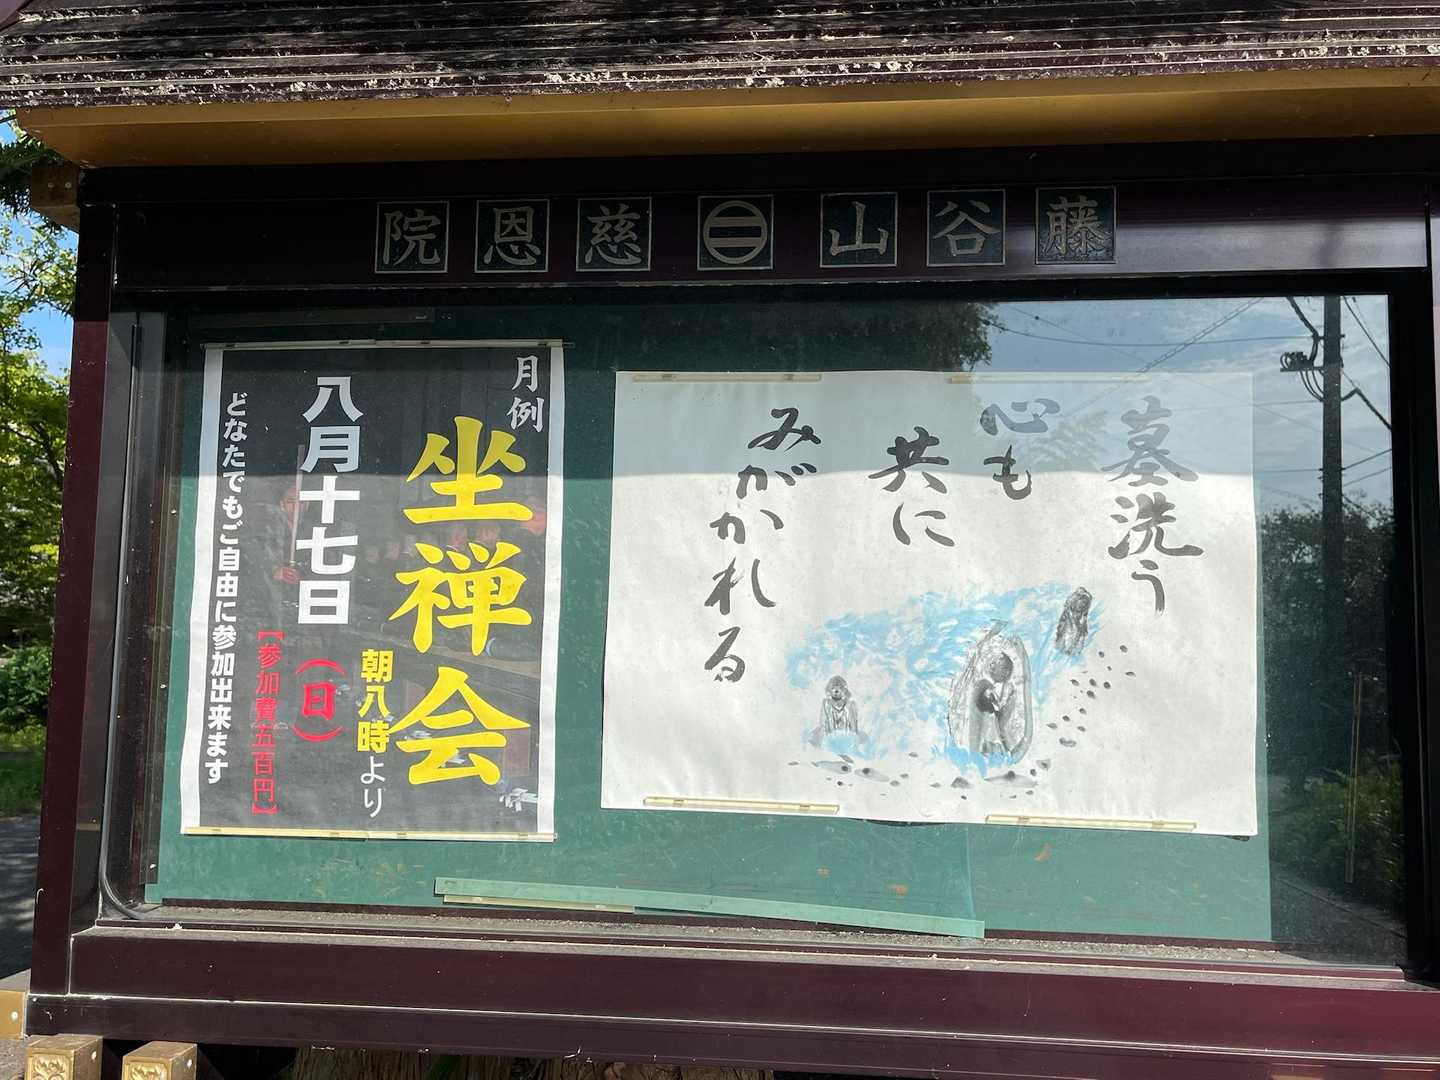 藤谷山 慈恩院
墓洗う
心も
共に
みがかれる
月例
坐禅会
朝八時より
八月十七日
(日)
【参加費五百円】
どなたでもご自由に参加出来ます